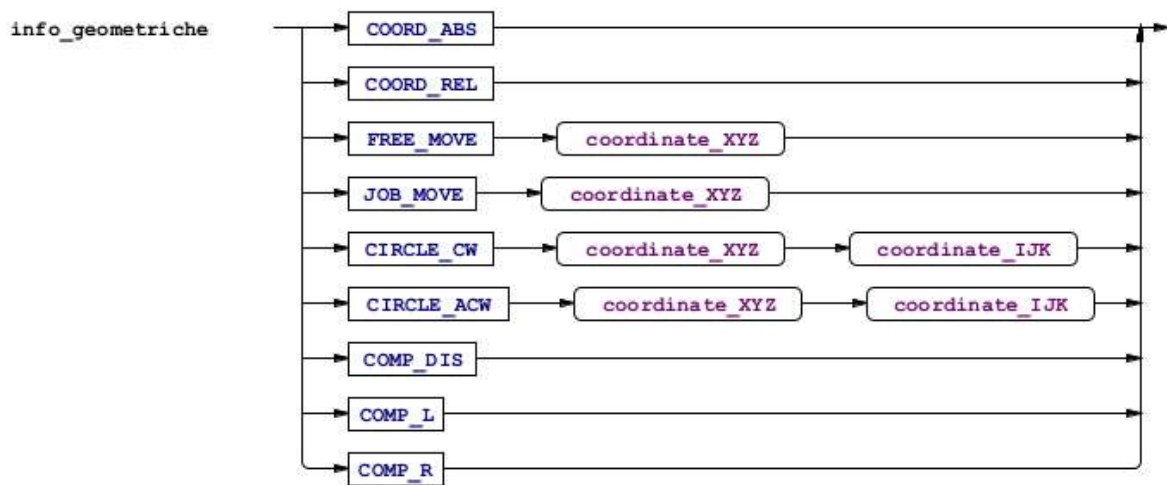 info_geometriche COORD_ABS
COORD_REL
FREE_MOVE coordinate_XYZ
JOB_MOVE coordinate_XYZ
CIRCLE_CW coordinate_XYZ coordinate_IJK
CIRCLE_ACW coordinate_XYZ coordinate_IJK
COMP_DIS
COMP_L
COMP_R